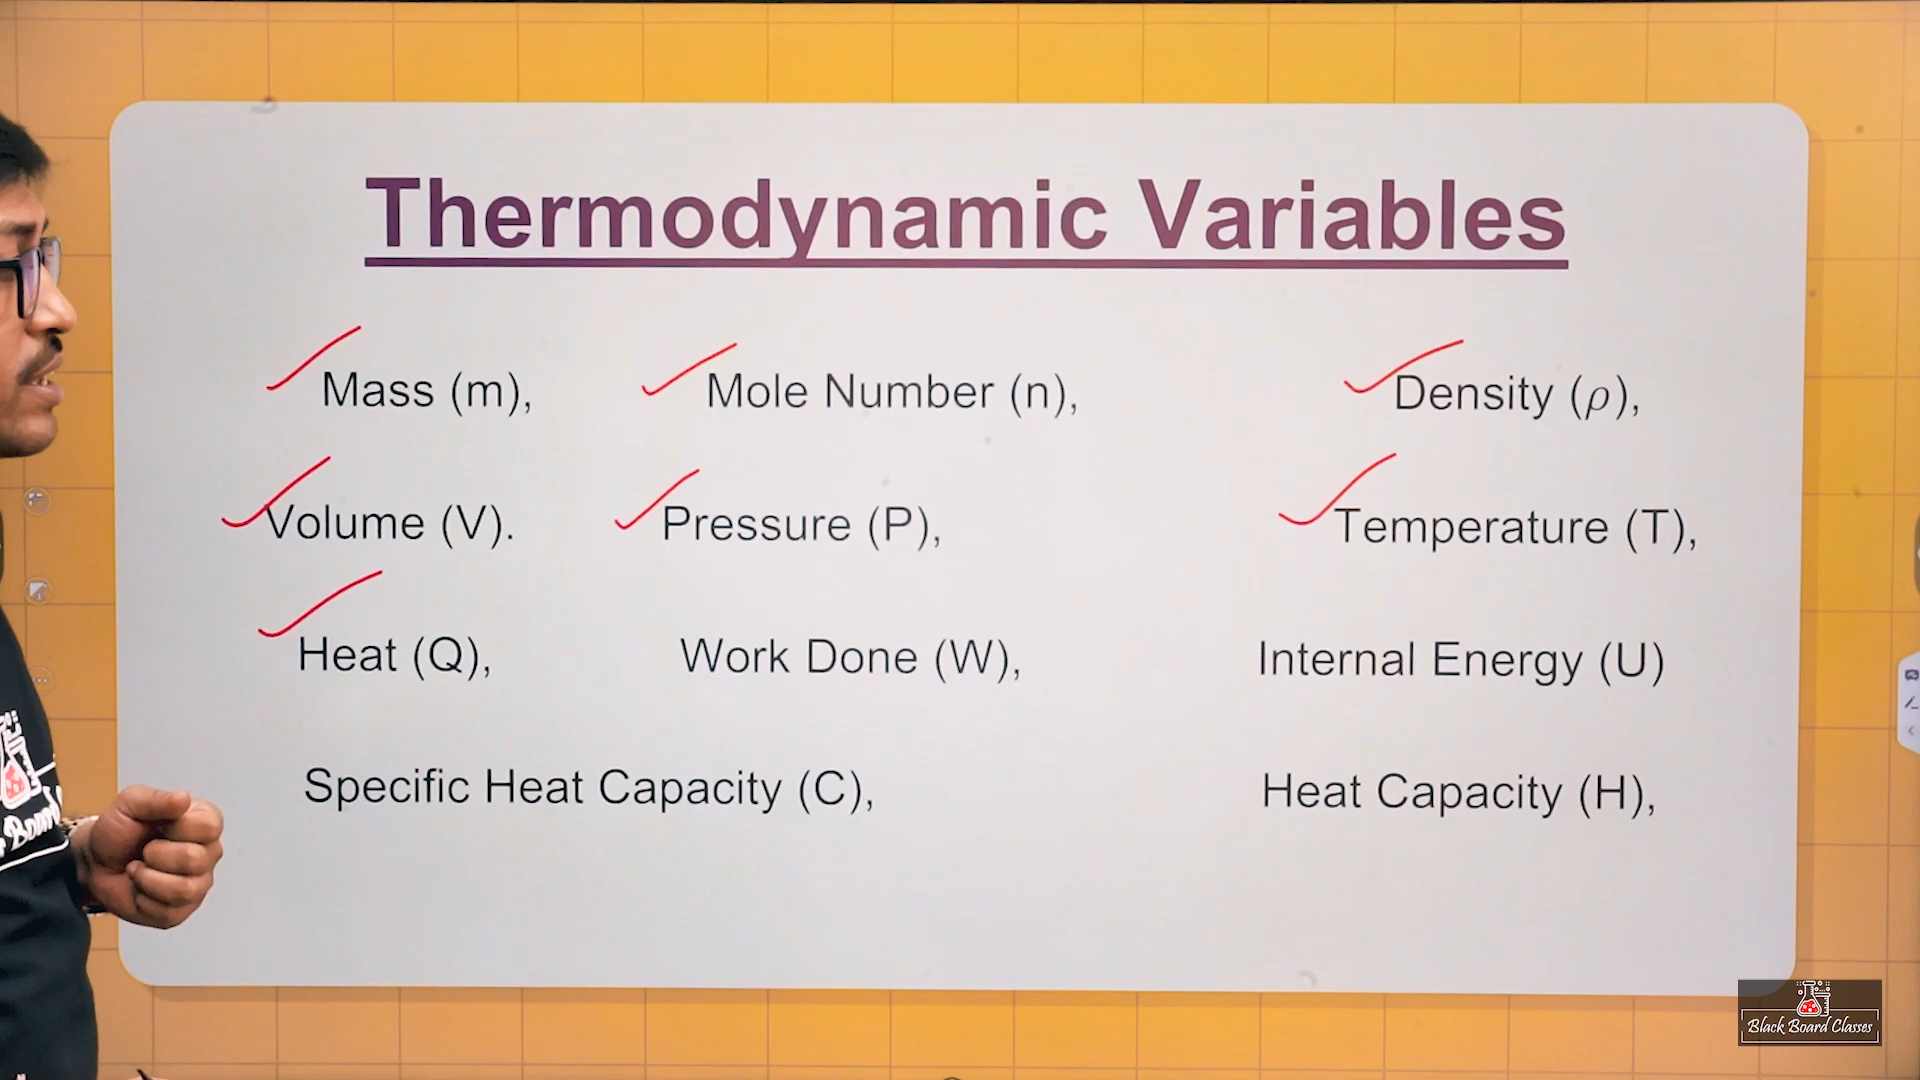 Thermodynamic Variables
Mass (m), Mole Number (n), Density (ρ),
Volume (V). Pressure (P), Temperature (T),
Heat (Q), Work Done (W), Internal Energy (U)
Specific Heat Capacity (C), Heat Capacity (H),
Board
Black Board Classes